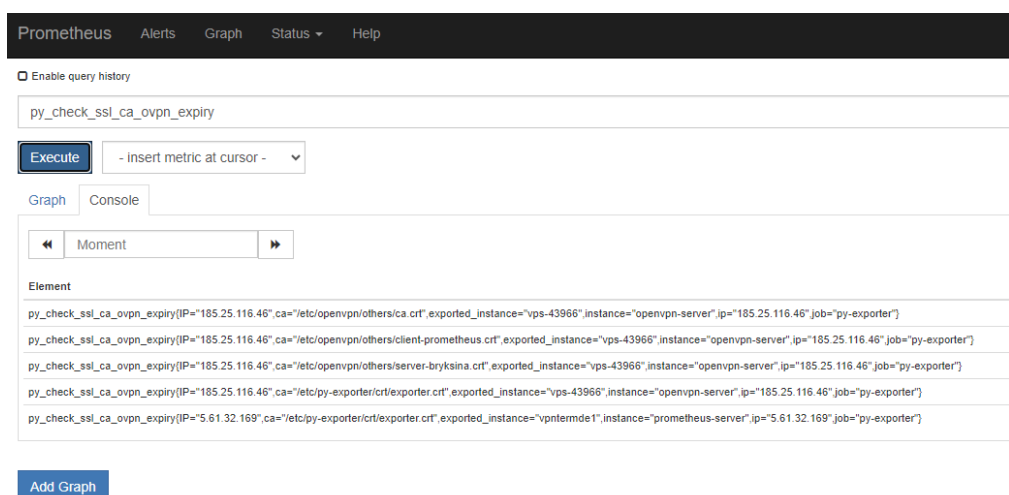 Prometheus Alerts Graph Status Help
Enable query history
py_check_ssl_ca_ovpn_expiry
Execute - insert metric at cursor -
Graph Console
Moment
Element
py_check_ssl_ca_ovpn_expiry{IP="185.25.116.46",ca="/etc/openvpn/others/ca.crt",exported_instance="vps-43966",instance="openvpn-server",ip="185.25.116.46",job="py-exporter"}
py_check_ssl_ca_ovpn_expiry{IP="185.25.116.46",ca="/etc/openvpn/others/client-prometheus.crt",exported_instance="vps-43966",instance="openvpn-server",ip="185.25.116.46",job="py-exporter"}
py_check_ssl_ca_ovpn_expiry{IP="185.25.116.46",ca="/etc/openvpn/others/server-bryksina.crt",exported_instance="vps-43966",instance="openvpn-server",ip="185.25.116.46",job="py-exporter"}
py_check_ssl_ca_ovpn_expiry{IP="185.25.116.46",ca="/etc/py-exporter/crt/exporter.crt",exported_instance="vps-43966",instance="openvpn-server",ip="185.25.116.46",job="py-exporter"}
py_check_ssl_ca_ovpn_expiry{IP="5.61.32.169",ca="/etc/py-exporter/crt/exporter.crt",exported_instance="vpntermde1",instance="prometheus-server",ip="5.61.32.169",job="py-exporter"}
Add Graph